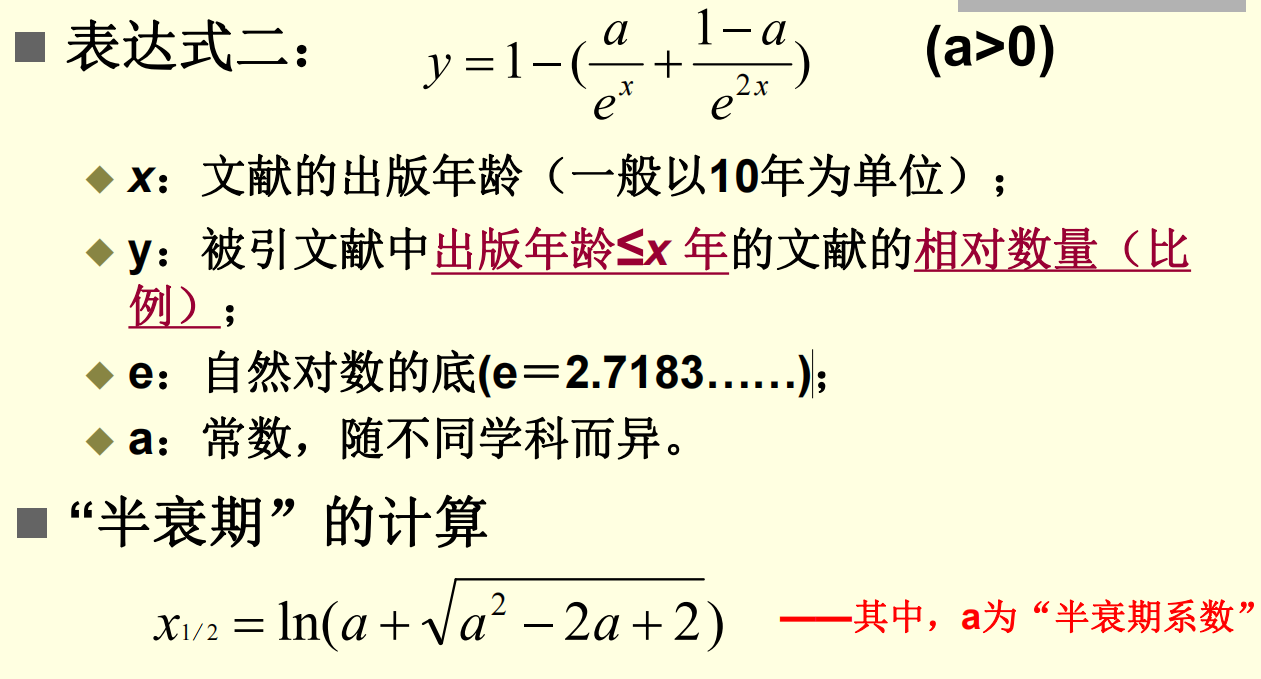 表达式二： y = 1 − (a/e^x + (1 − a)/e^{2x}) (a>0)
x：文献的出版年龄（一般以10年为单位）；
y：被引文献中出版年龄≤x 年的文献的相对数量（比
例）；
e：自然对数的底(e＝2.7183……)；
a：常数，随不同学科而异。
“半衰期”的计算
x_{1/2} = ln(a + √(a^2 − 2a + 2)) ——其中，a为“半衰期系数”